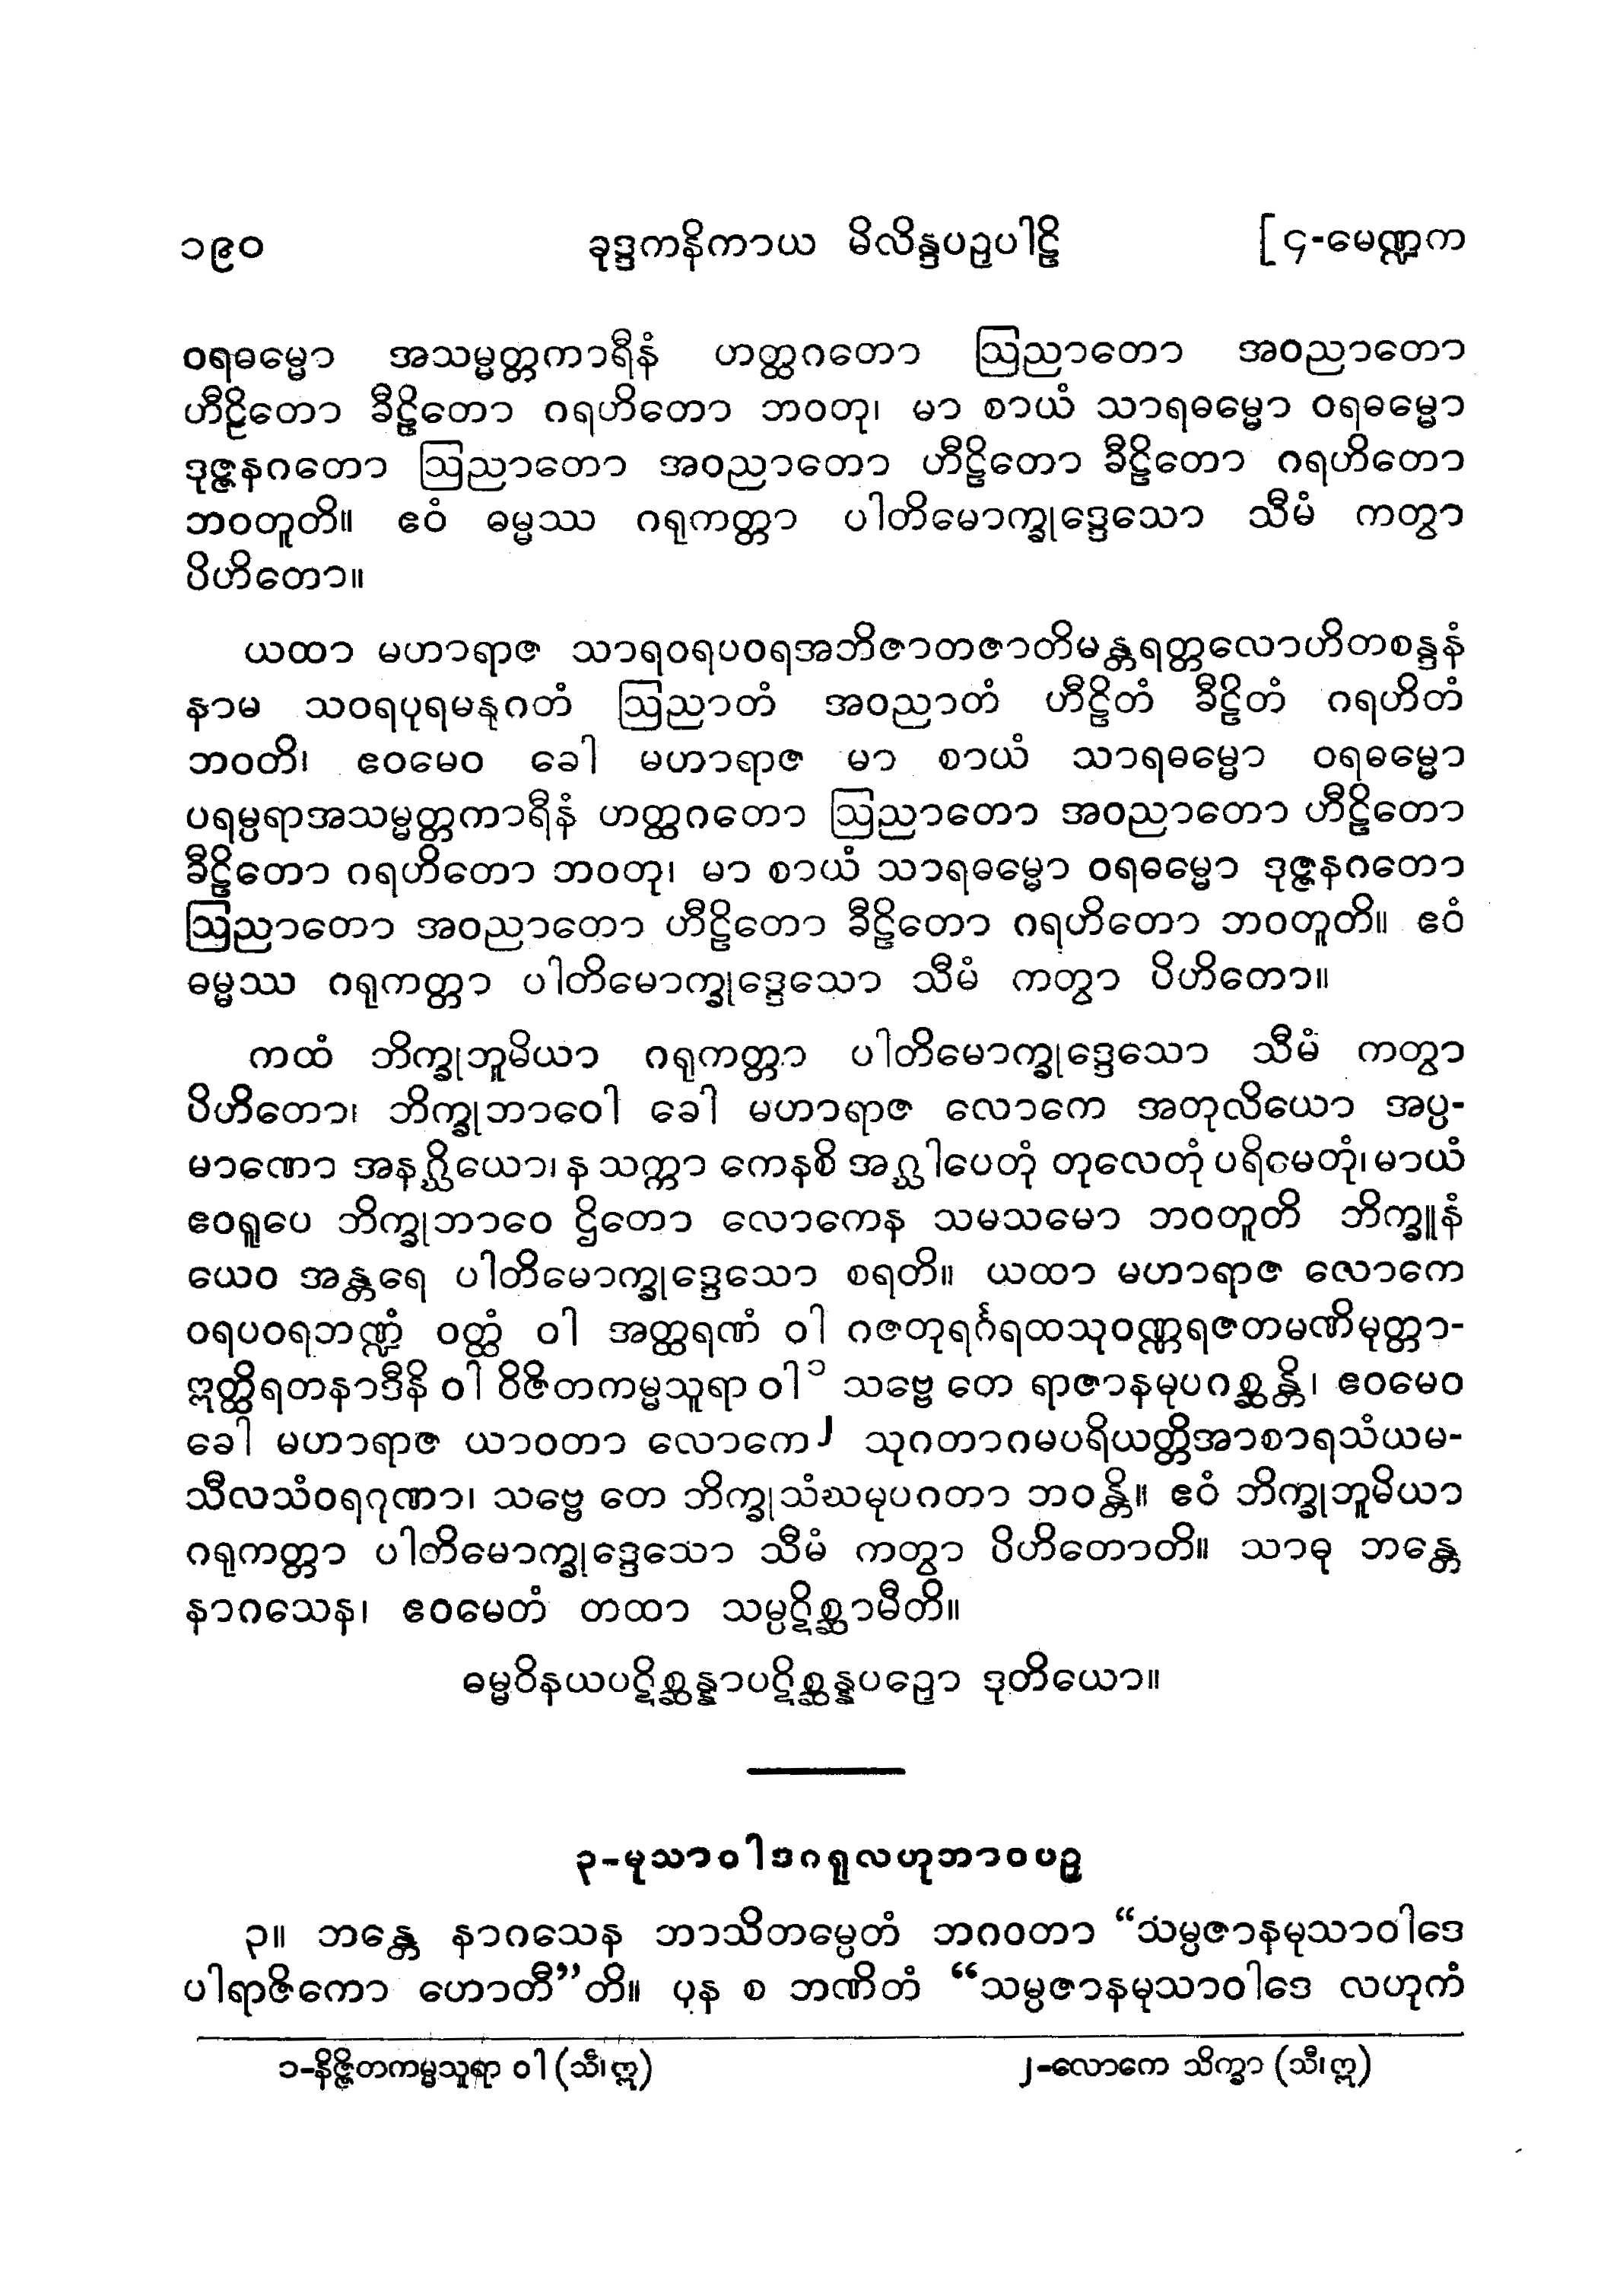 ၁၉၀ ခုဒ္ဒကနိကာယ မိလိန္ဒပဉှပါဠိ [၄-မေဏ္ဍက
ဝရဓမ္မော အသမ္မတ္တကာရီနံ ဟတ္ထဂတော ဩညာတော အဝညာတော
ဟီဠိတော ခီဠိတော ဂရဟိတော ဘဝတု၊ မာ စာယံ သာရဓမ္မော ဝရဓမ္မော
ဒုဇ္ဇနဂတော ဩညာတော အဝညာတော ဟီဠိတော ခီဠိတော ဂရဟိတော
ဘဝတူတိ။ ဧဝံ ဓမ္မဿ ဂရုကတ္တာ ပါတိမောက္ခုဒ္ဒေသော သီမံ ကတွာ
ပိဟိတော။
ယထာ မဟာရာဇ သာရဝရပဝရအဘိဇာတဇာတိမန္တရတ္တလောဟိတစန္ဒနံ
နာမ သဝရပုရမနုဂတံ ဩညာတံ အဝညာတံ ဟီဠိတံ ခီဠိတံ ဂရဟိတံ
ဘဝတိ၊ ဧဝမေဝ ခေါ မဟာရာဇ မာ စာယံ သာရဓမ္မော ဝရဓမ္မော
ပရမ္ပရာအသမ္မတ္တကာရီနံ ဟတ္ထဂတော ဩညာတော အဝညာတော ဟီဠိတော
ခီဠိတော ဂရဟိတော ဘဝတု၊ မာ စာယံ သာရဓမ္မော ဝရဓမ္မော ဒုဇ္ဇနဂတော
ဩညာတော အဝညာတော ဟီဠိတော ခီဠိတော ဂရဟိတော ဘဝတူတိ။ ဧဝံ
ဓမ္မဿ ဂရုကတ္တာ ပါတိမောက္ခုဒ္ဒေသော သီမံ ကတွာ ပိဟိတော။
ကထံ ဘိက္ခုဘူမိယာ ဂရုကတ္တာ ပါတိမောက္ခုဒ္ဒေသော သီမံ ကတွာ
ပိဟိတော၊ ဘိက္ခုဘာဝေါ ခေါ မဟာရာဇ လောကေ အတုလိယော အပ္ပ-
မာဏော အနဂ္ဃိယော၊ န သက္ကာ ကေနစိ အဂ္ဃါပေတုံ တုလေတုံ ပရိမေတုံ၊ မာယံ
ဧဝရူပေ ဘိက္ခုဘာဝေ ဌိတော လောကေန သမသမော ဘဝတူတိ ဘိက္ခူနံ
ယေဝ အန္တရေ ပါတိမောက္ခုဒ္ဒေသော စရတိ။ ယထာ မဟာရာဇ လောကေ
ဝရပဝရဘဏ္ဍံ ဝတ္ထံ ဝါ အတ္ထရဏံ ဝါ ဂဇတုရင်္ဂရထသုဝဏ္ဏရဇတမဏိမုတ္တာ-
ဣတ္ထိရတနာဒီနိ ဝါ ဝိဇိတကမ္မသူရာ ဝါ၁ သဗ္ဗေ တေ ရာဇာနမုပဂစ္ဆန္တိ၊ ဧဝမေဝ
ခေါ မဟာရာဇ ယာဝတာ လောကေ၂ သုဂတာဂမပရိယတ္တိအာစာရသံယမ-
သီလသံဝရဂုဏာ၊ သဗ္ဗေ တေ ဘိက္ခုသံဃမုပဂတာ ဘဝန္တိ။ ဧဝံ ဘိက္ခုဘူမိယာ
ဂရုကတ္တာ ပါတိမောက္ခုဒ္ဒေသော သီမံ ကတွာ ပိဟိတောတိ။ သာဓု ဘန္တေ
နာဂသေန၊ ဧဝမေတံ တထာ သမ္ပဋိစ္ဆာမီတိ။
ဓမ္မဝိနယပဋိစ္ဆန္နာပဋိစ္ဆန္နပဉှော ဒုတိယော။
၃-မုသာဝါဒဂရုလဟုဘာဝပဉှ
၃။ ဘန္တေ နာဂသေန ဘာသိတမ္ပေတံ ဘဂဝတာ “သမ္ပဇာနမုသာဝါဒေ
ပါရာဇိကော ဟောတီ”တိ။ ပုန စ ဘဏိတံ “သမ္ပဇာနမုသာဝါဒေ လဟုကံ
၁-နိဇ္ဇိတကမ္မသူရာ ဝါ (သီ၊ ဣ) ၂-လောကေ သိက္ခာ (သီ၊ ဣ)